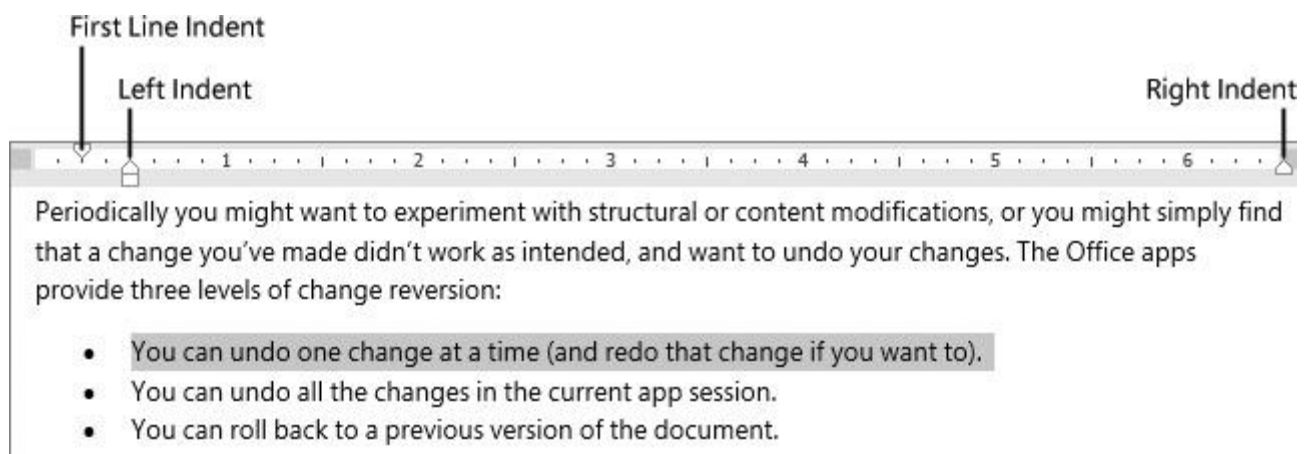 First Line Indent
Left Indent
Right Indent
1 2 3 4 5 6
Periodically you might want to experiment with structural or content modifications, or you might simply find
that a change you’ve made didn’t work as intended, and want to undo your changes. The Office apps
provide three levels of change reversion:
• You can undo one change at a time (and redo that change if you want to).
• You can undo all the changes in the current app session.
• You can roll back to a previous version of the document.